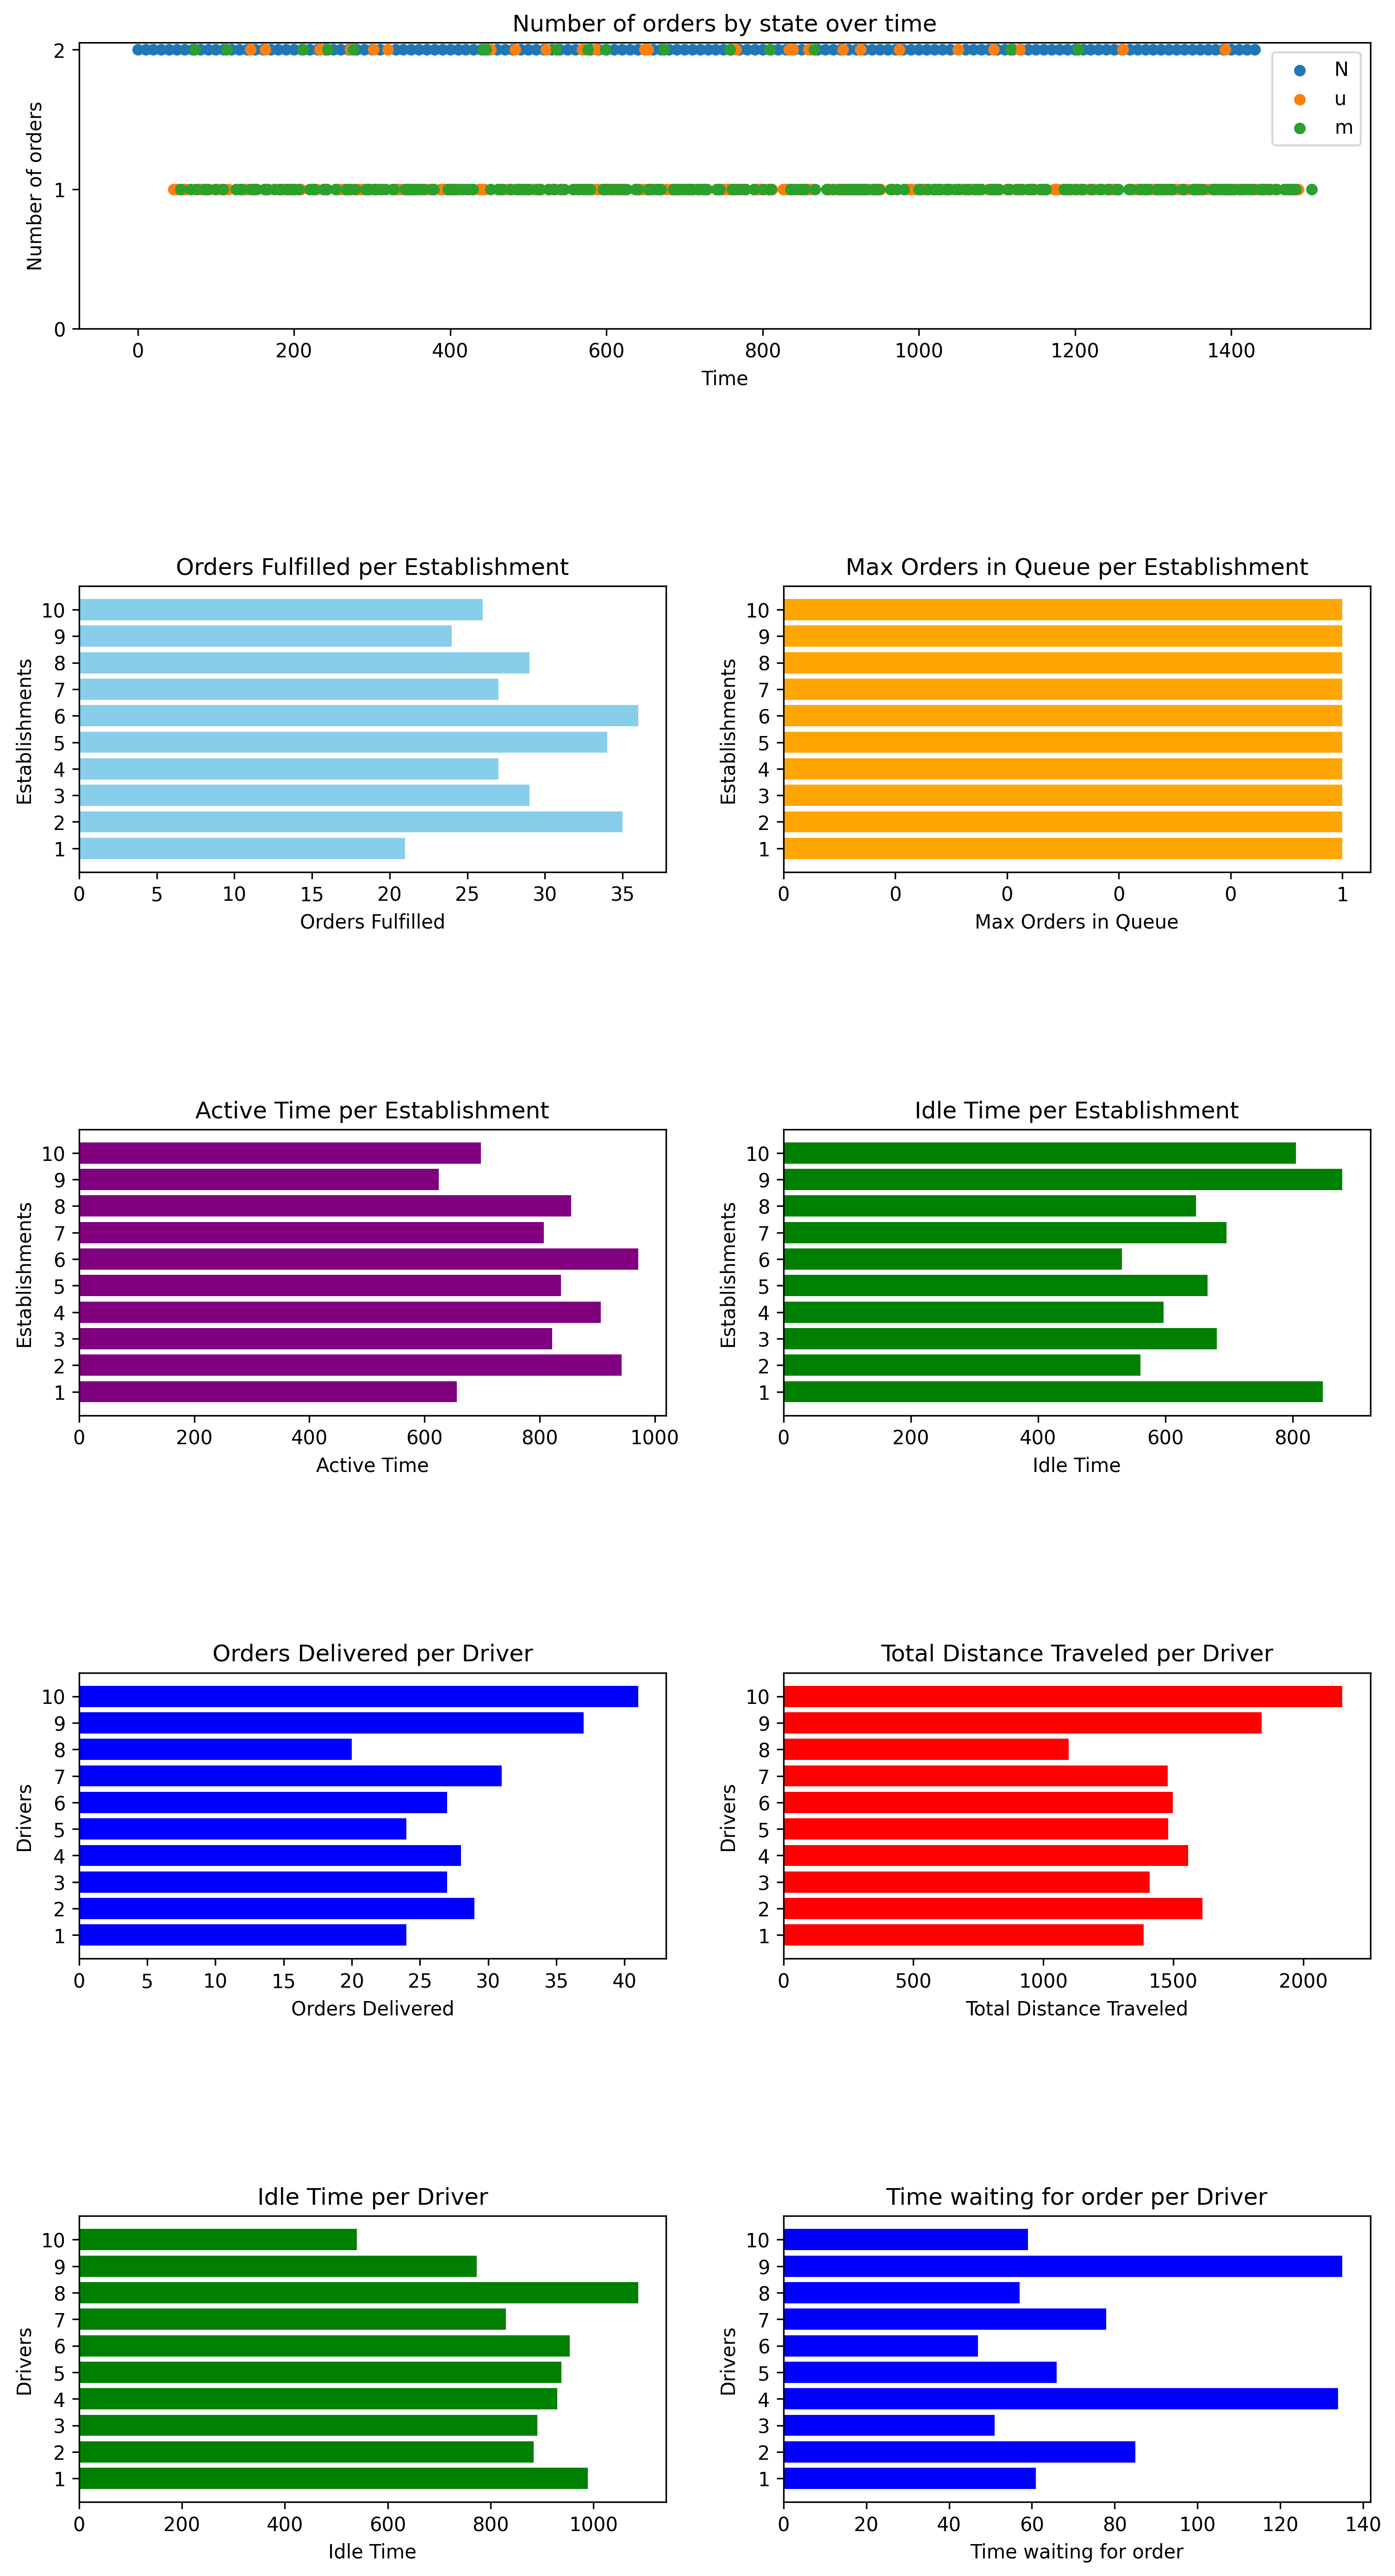 Number of orders by state over time
Number of orders
2
1
0
N
u
m
0 200 400 600 800 1000 1200 1400
Time
Orders Fulfilled per Establishment
Establishments
10
9
8
7
6
5
4
3
2
1
0 5 10 15 20 25 30 35
Orders Fulfilled
Max Orders in Queue per Establishment
Establishments
10
9
8
7
6
5
4
3
2
1
0 0 0 0 0 1
Max Orders in Queue
Active Time per Establishment
Establishments
10
9
8
7
6
5
4
3
2
1
0 200 400 600 800 1000
Active Time
Idle Time per Establishment
Establishments
10
9
8
7
6
5
4
3
2
1
0 200 400 600 800
Idle Time
Orders Delivered per Driver
Drivers
10
9
8
7
6
5
4
3
2
1
0 5 10 15 20 25 30 35 40
Orders Delivered
Total Distance Traveled per Driver
Drivers
10
9
8
7
6
5
4
3
2
1
0 500 1000 1500 2000
Total Distance Traveled
Idle Time per Driver
Drivers
10
9
8
7
6
5
4
3
2
1
0 200 400 600 800 1000
Idle Time
Time waiting for order per Driver
Drivers
10
9
8
7
6
5
4
3
2
1
0 20 40 60 80 100 120 140
Time waiting for order